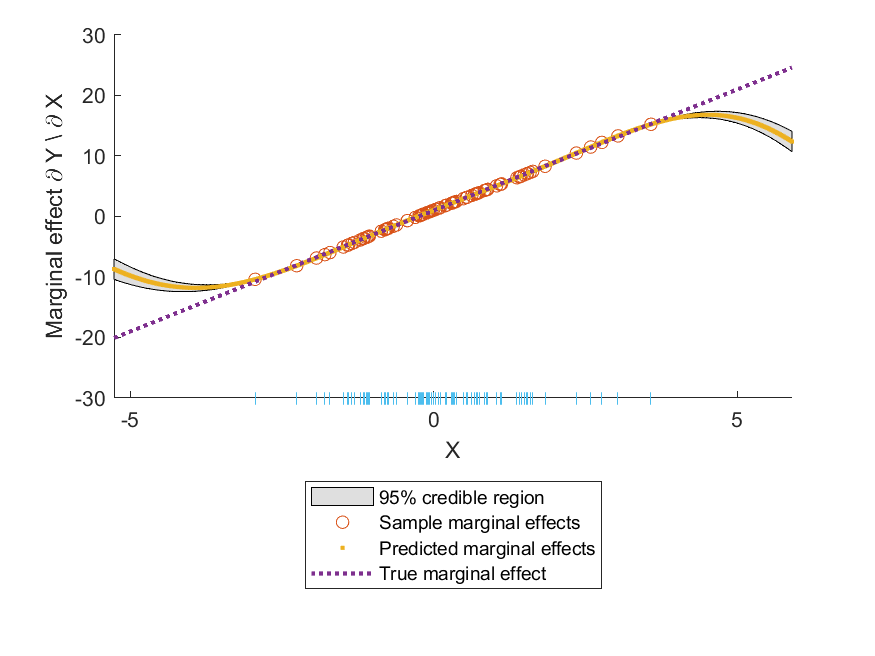 30
20
10
0
-10
-20
-30
Marginal effect ∂ Y \ ∂ X
-5
0
5
X
95% credible region
Sample marginal effects
Predicted marginal effects
True marginal effect